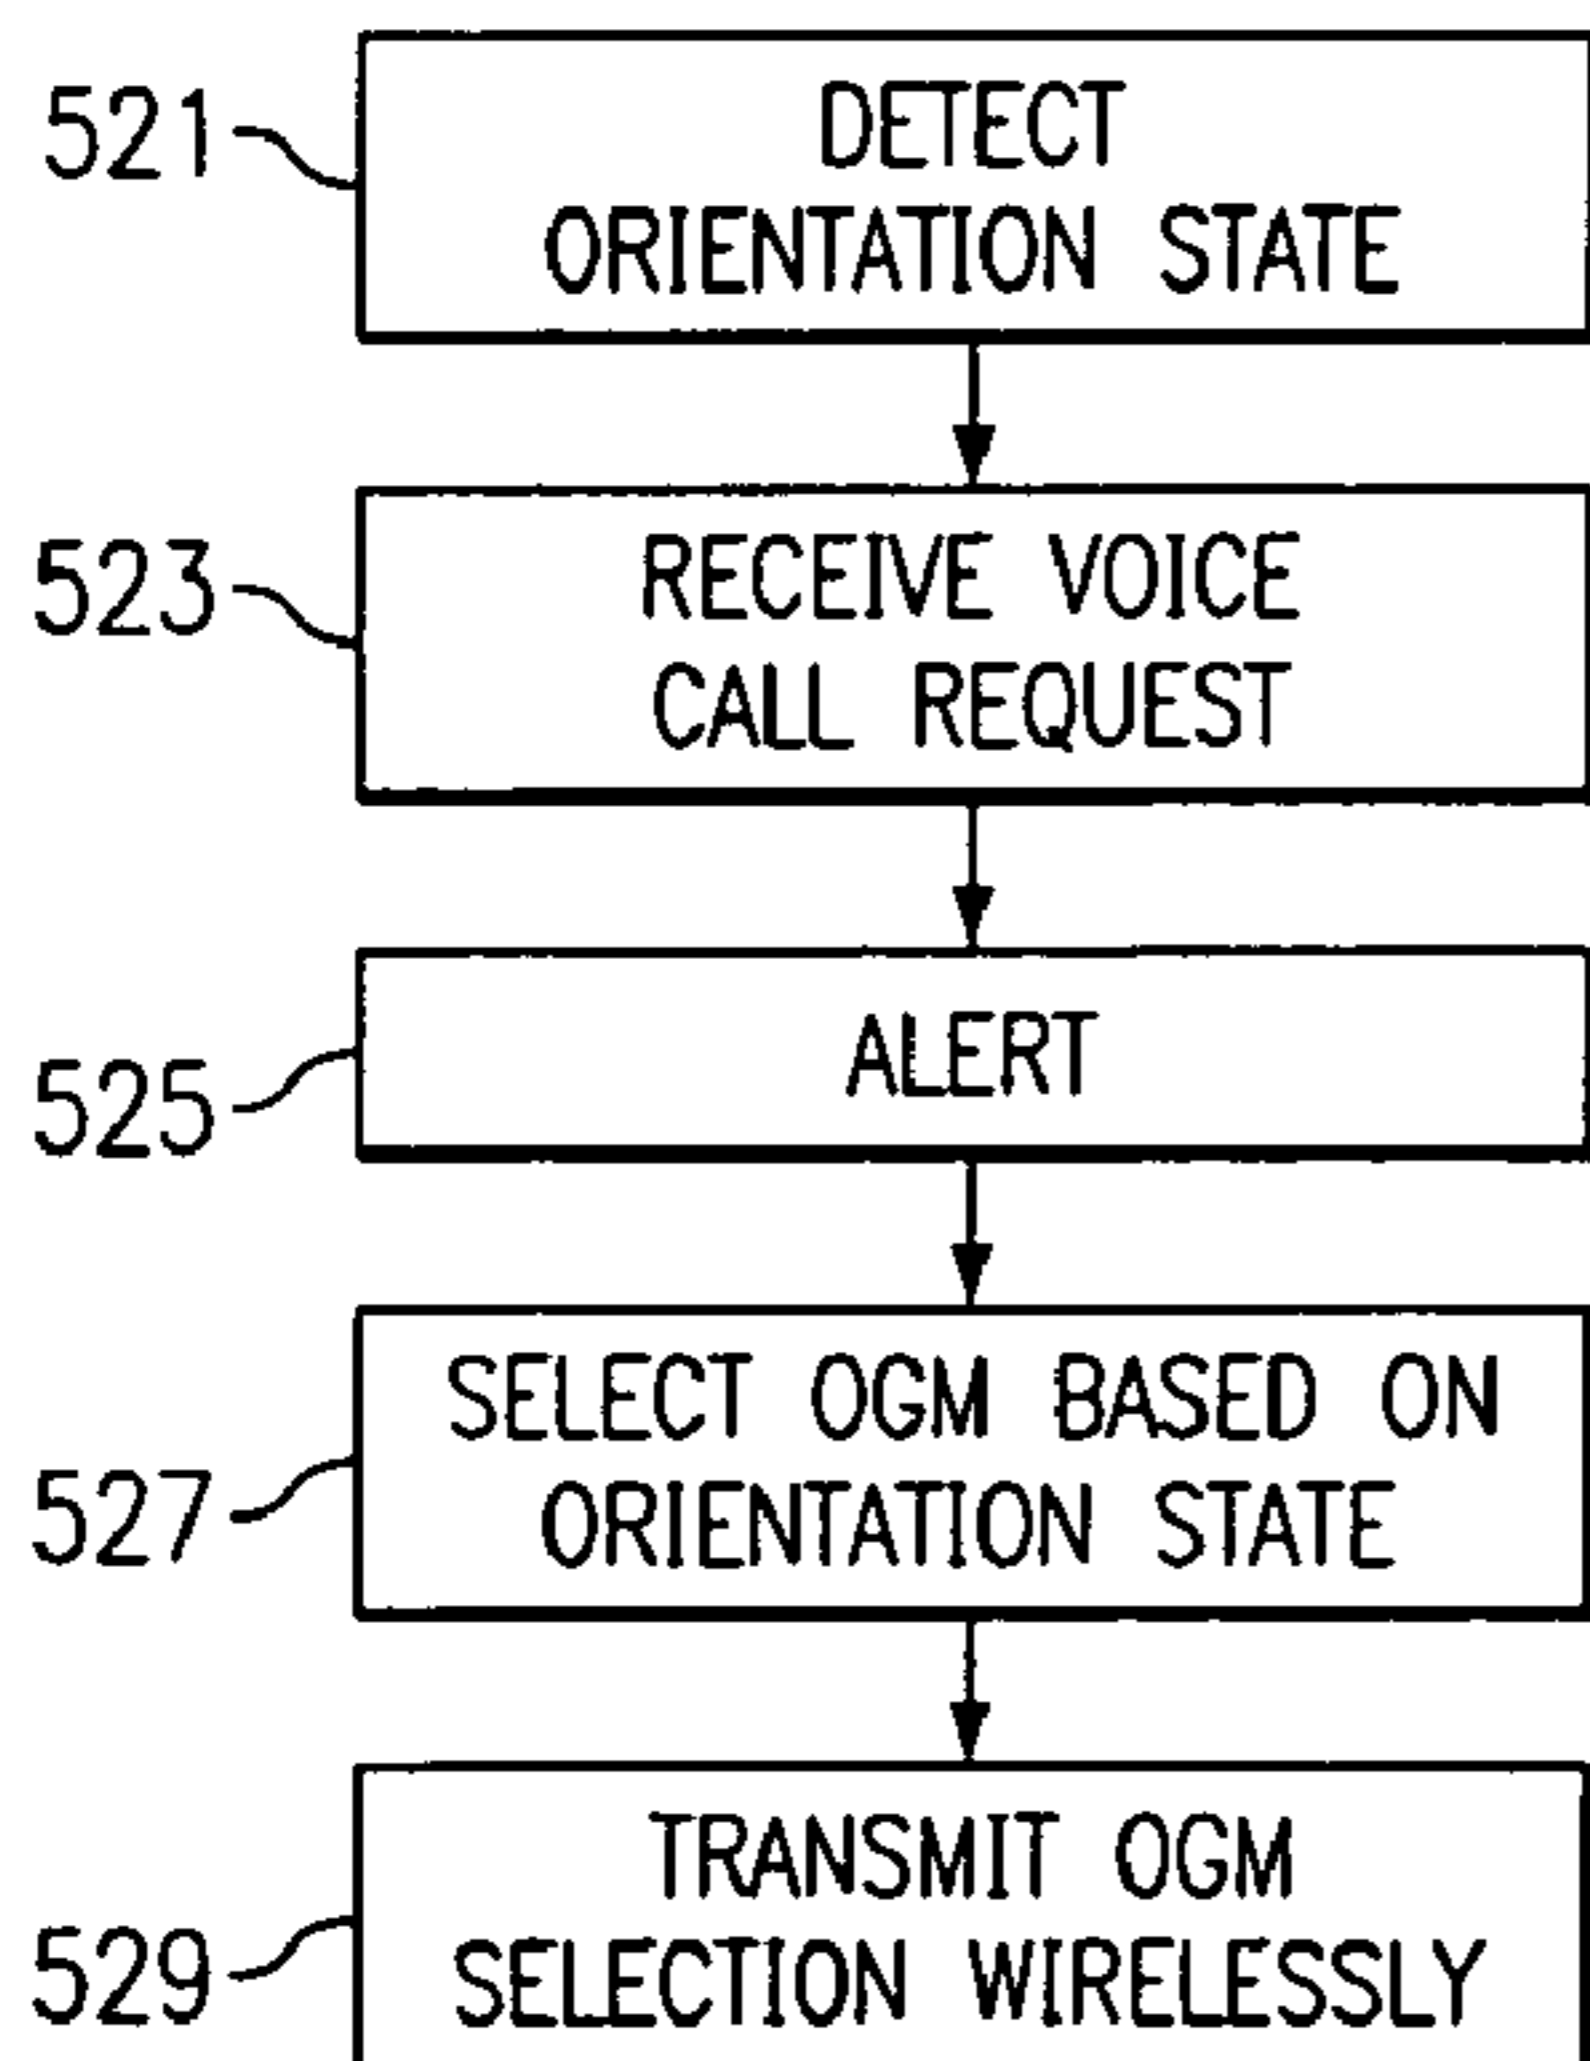 521
DETECT
ORIENTATION STATE
523
RECEIVE VOICE
CALL REQUEST
525
ALERT
527
SELECT OGM BASED ON
ORIENTATION STATE
529
TRANSMIT OGM
SELECTION WIRELESSLY